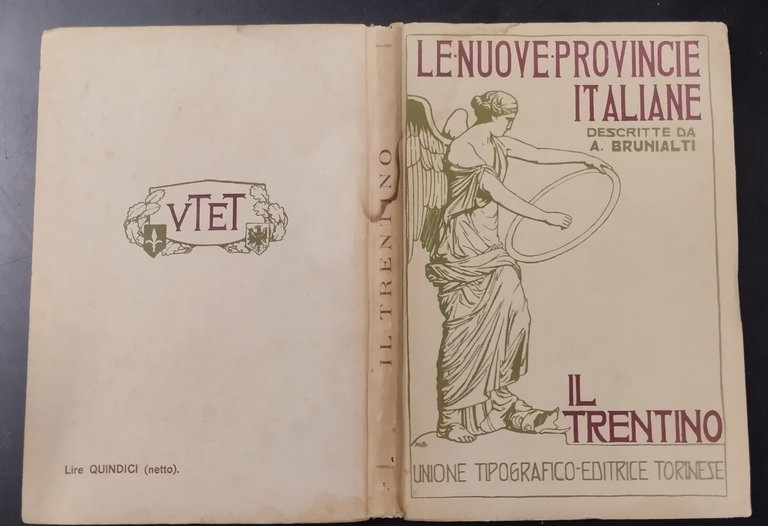 VTET
Lire QUINDICI (netto).
IL TRENTINO
LE·NUOVE·PROVINCIE
ITALIANE
DESCRITTE DA
A. BRUNIALTI
IL
TRENTINO
UNIONE TIPOGRAFICO-EDITRICE TORINESE